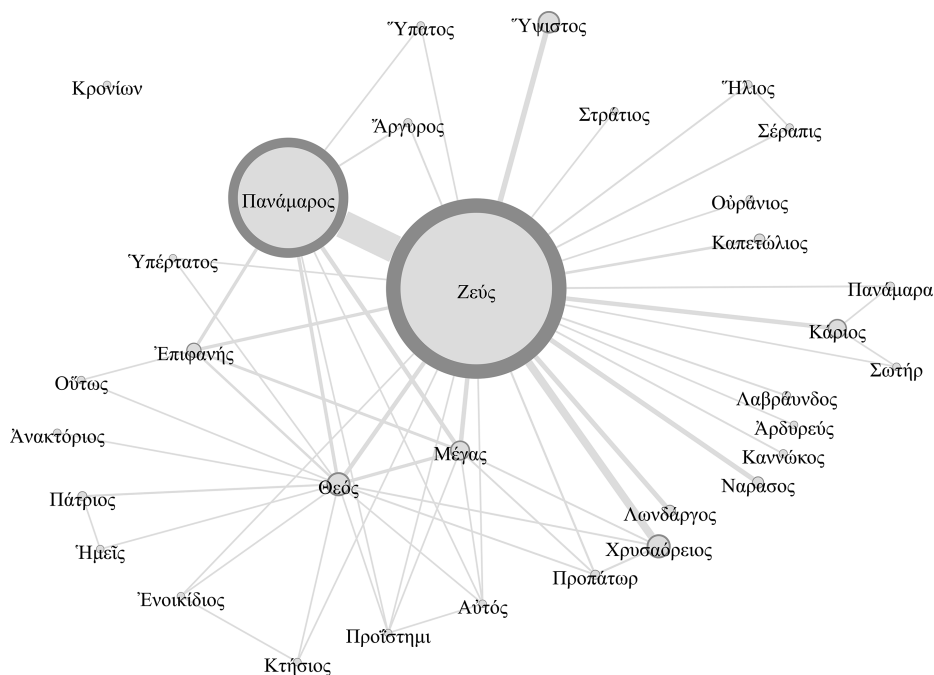 Ὕπατος
Ὕψιστος
Κρονίων
Ἥλιος
Στράτιος
Ἄργυρος
Σέραπις
Πανάμαρος
Οὐράνιος
Καπετώλιος
Ὑπέρτατος
Ζεύς
Πανάμαρα
Κάριος
Ἐπιφανής
Σωτήρ
Οὕτως
Λαβράυνδος
Ἀρδυρεύς
Ἀνακτόριος
Μέγας
Καννώκος
Θεός
Ναρασος
Πάτριος
Λωνδάργος
Ἡμεῖς
Χρυσαόρειος
Προπάτωρ
Ἐνοικίδιος
Αὐτός
Προΐστημι
Κτήσιος